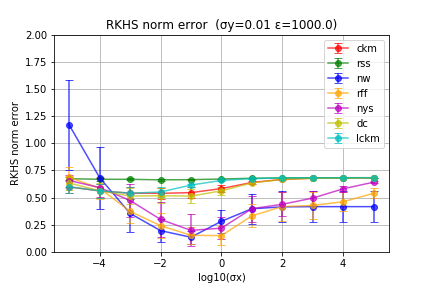 RKHS norm error  (σy=0.01 ε=1000.0)
2.00
1.75
1.50
1.25
1.00
0.75
0.50
0.25
0.00
RKHS norm error
ckm
rss
nw
rff
nys
dc
lckm
−4
−2
0
2
4
log10(σx)